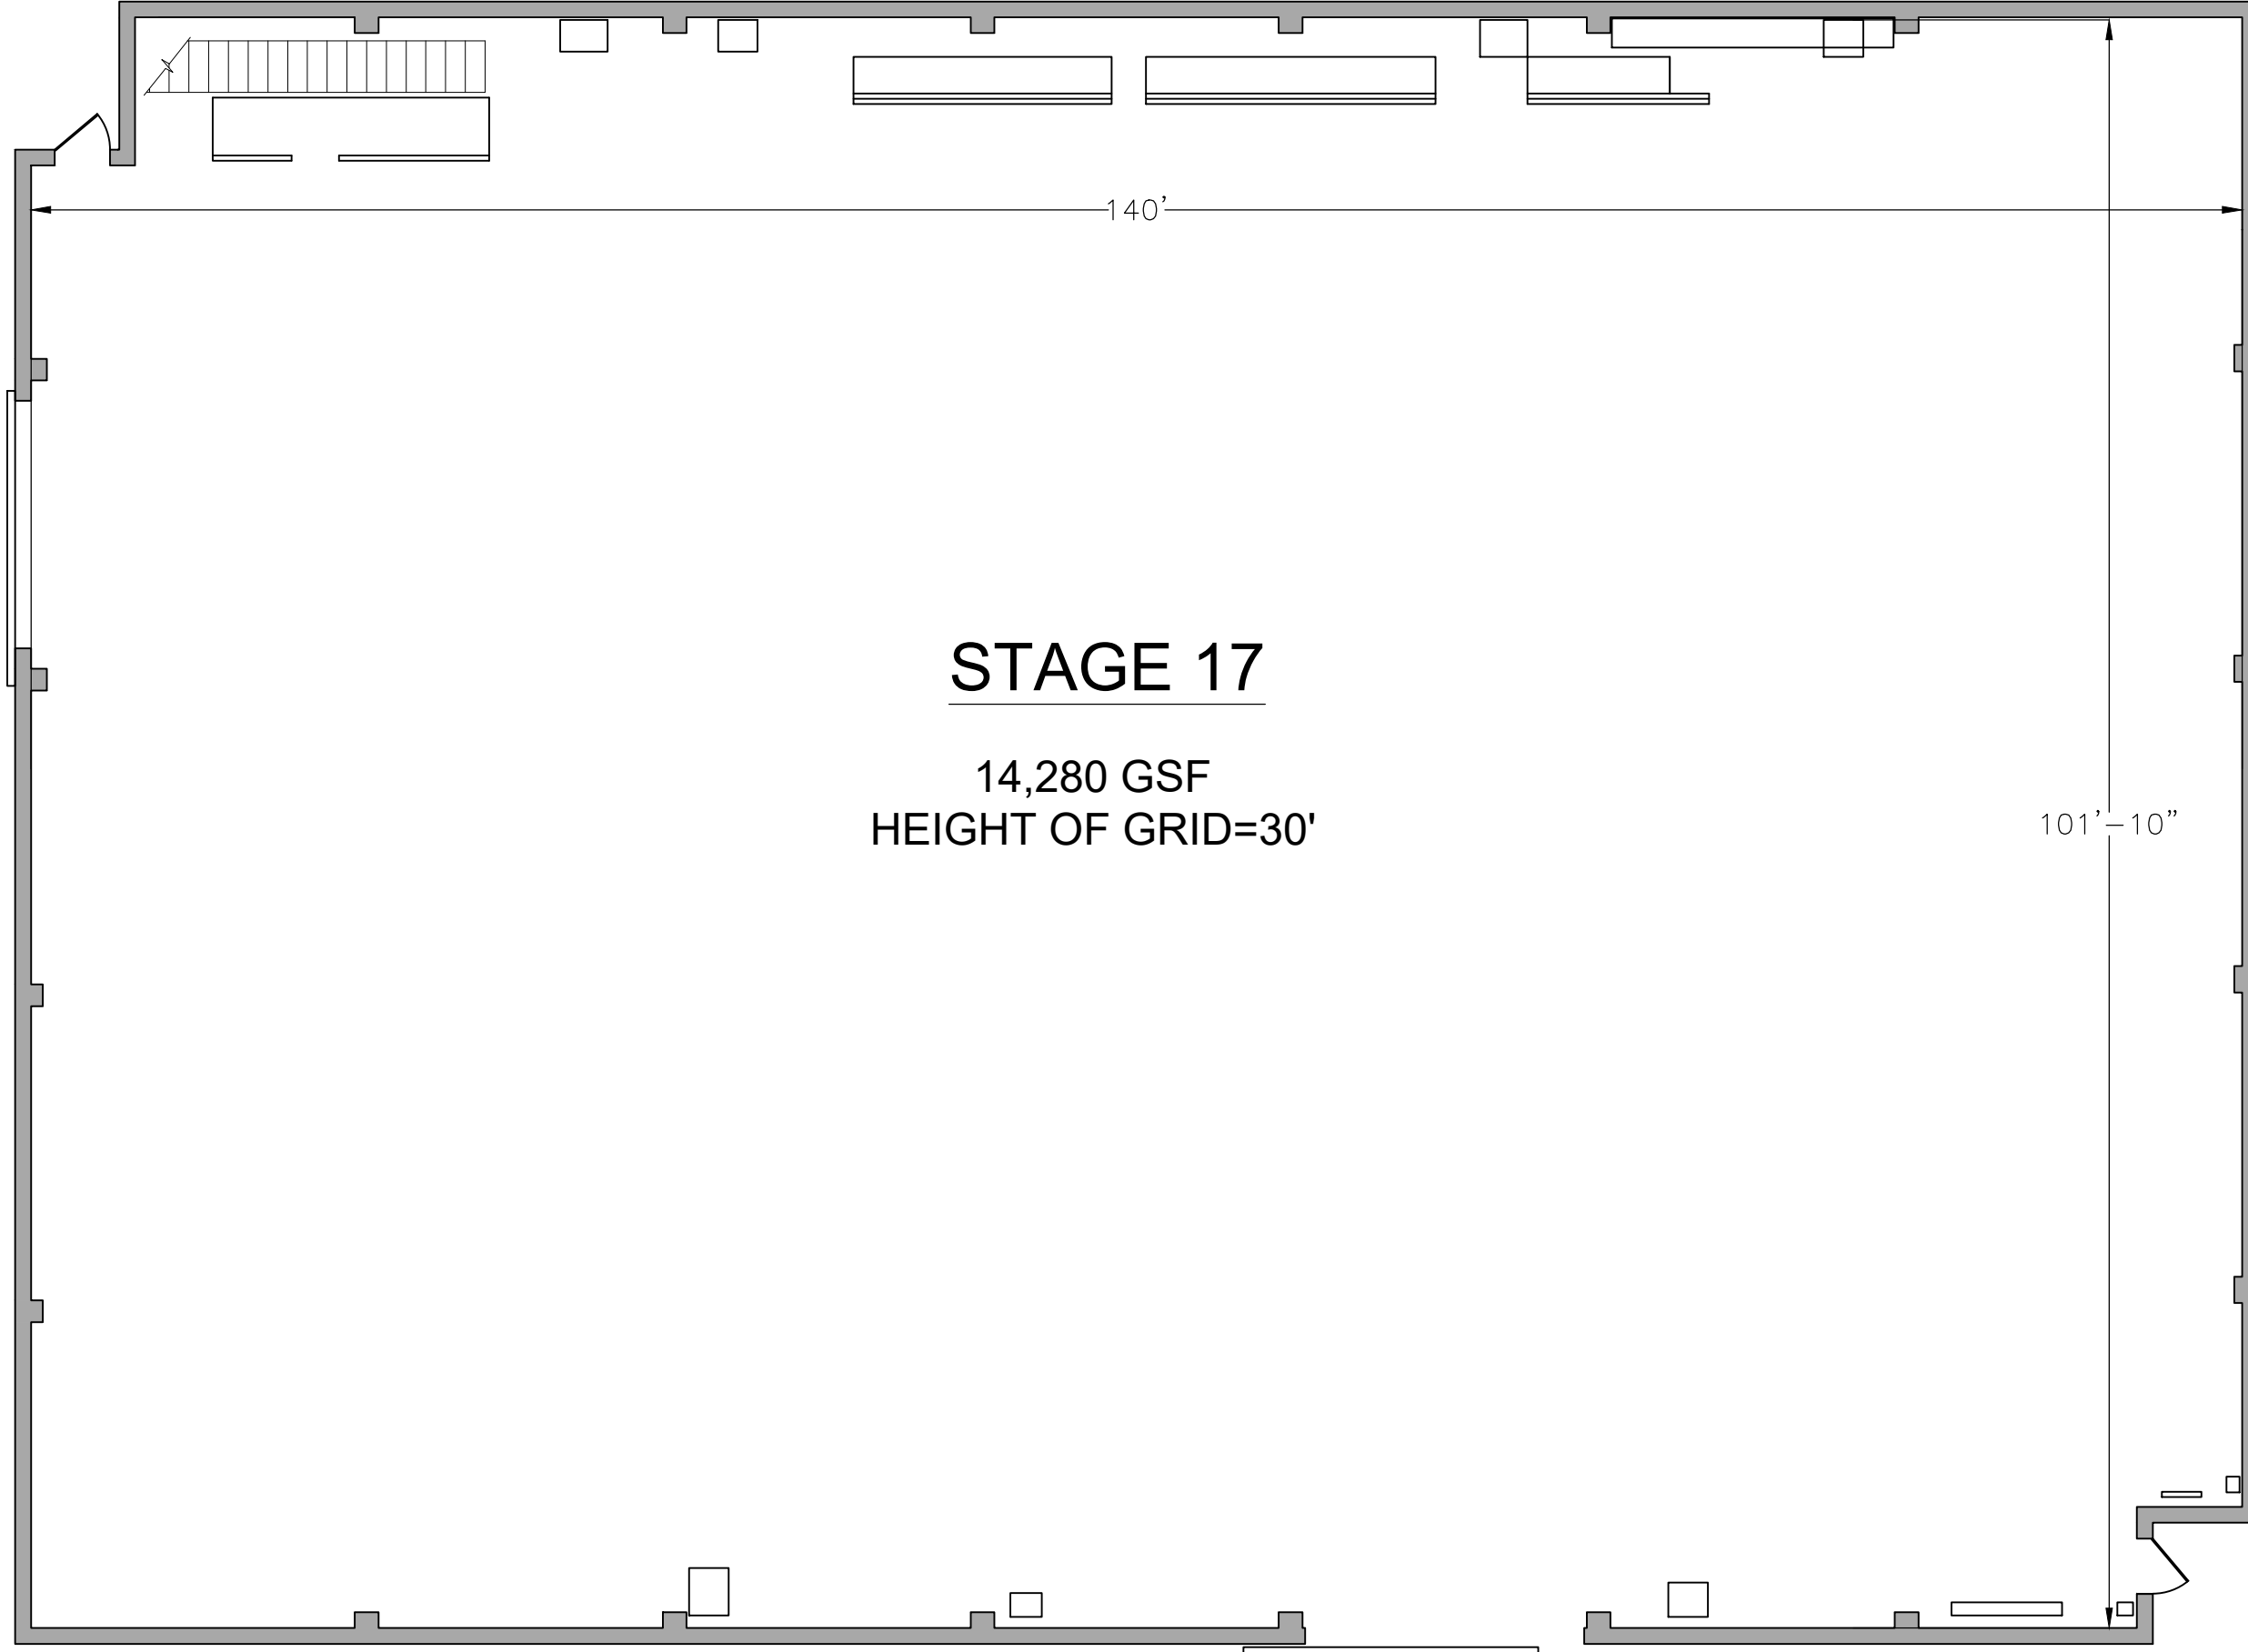 140’
STAGE 17
14,280 GSF
HEIGHT OF GRID=30'
101’–10”